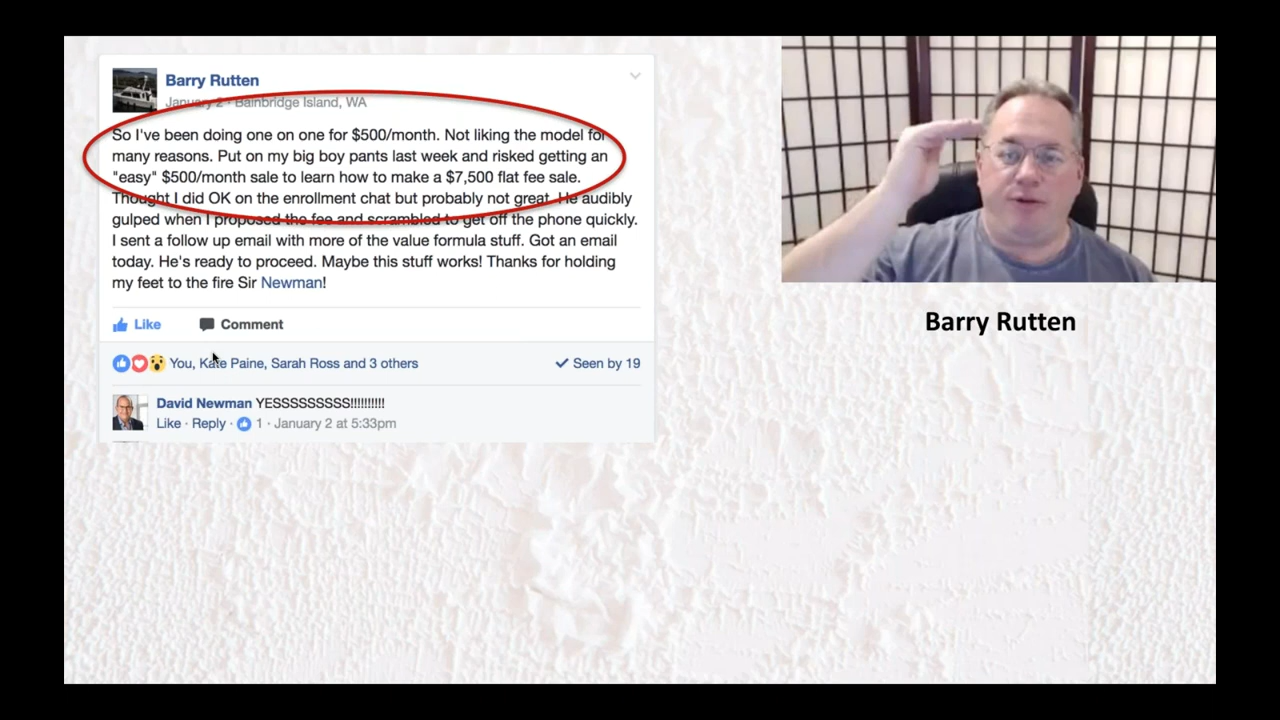 Barry Rutten
January 2 · Bainbridge Island, WA
So I've been doing one on one for $500/month. Not liking the model for
many reasons. Put on my big boy pants last week and risked getting an
"easy" $500/month sale to learn how to make a $7,500 flat fee sale.
Thought I did OK on the enrollment chat but probably not great. He audibly
gulped when I proposed the fee and scrambled to get off the phone quickly.
I sent a follow up email with more of the value formula stuff. Got an email
today. He's ready to proceed. Maybe this stuff works! Thanks for holding
my feet to the fire Sir Newman!
Like Comment
You, Kate Paine, Sarah Ross and 3 others Seen by 19
David Newman YESSSSSSSSS!!!!!!!!!!
Like · Reply · 1 · January 2 at 5:33pm
Barry Rutten